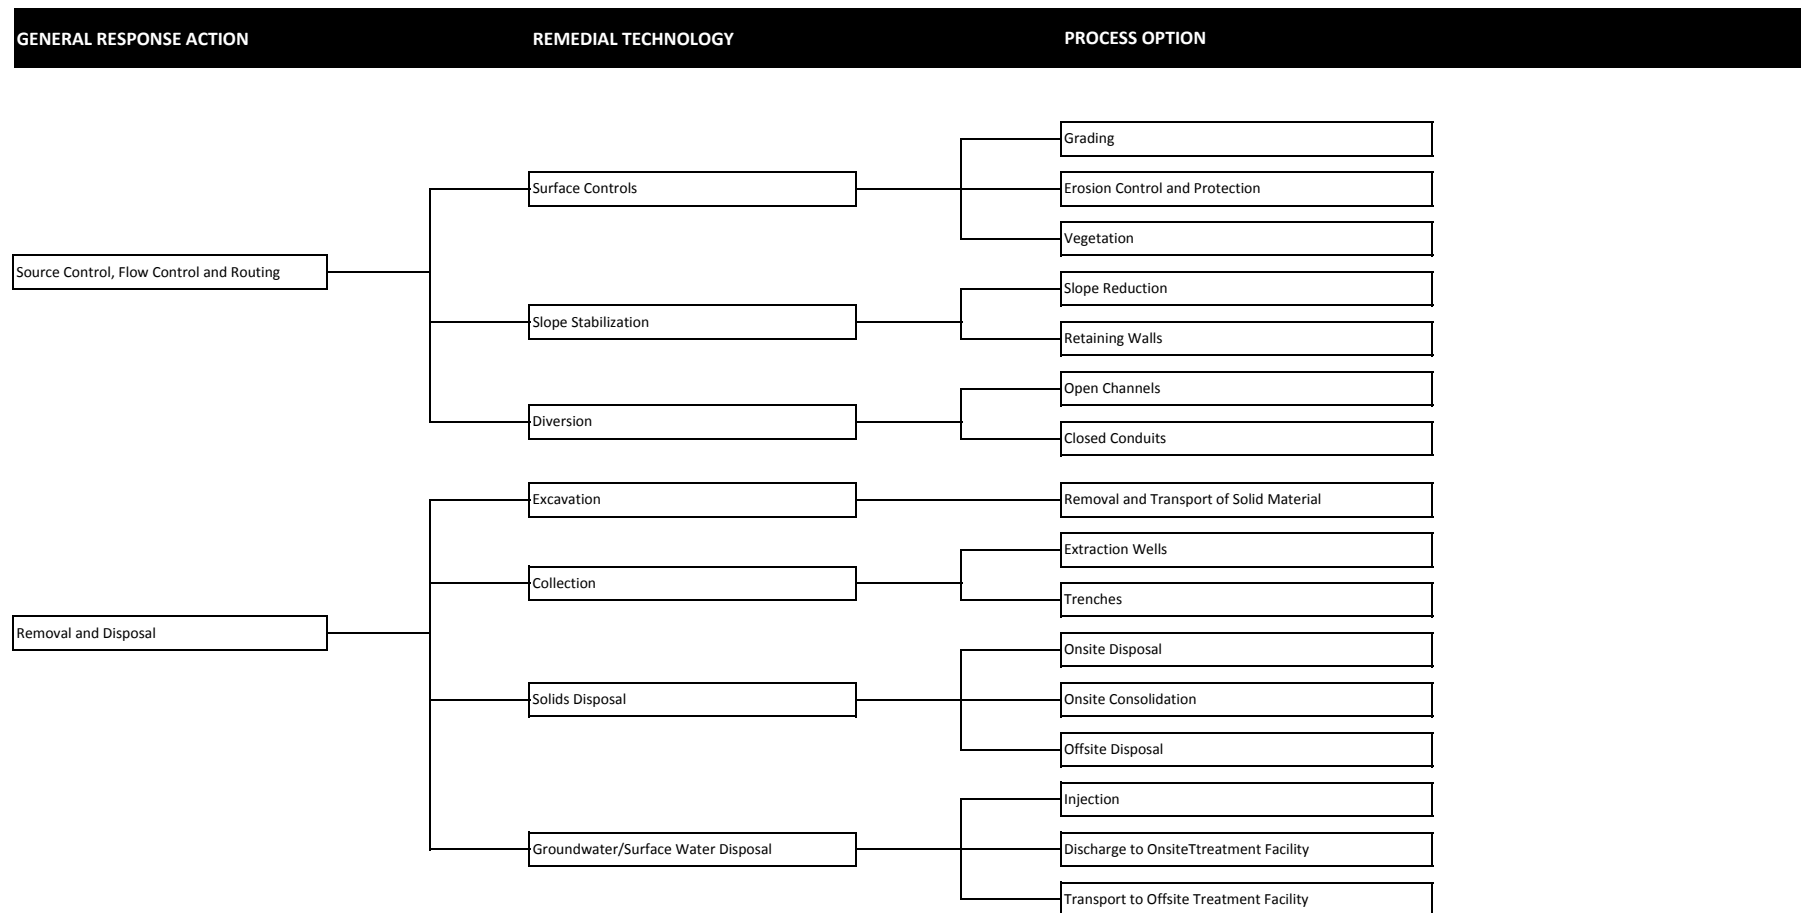 GENERAL RESPONSE ACTION
REMEDIAL TECHNOLOGY
PROCESS OPTION
Grading
Surface Controls
Erosion Control and Protection
Vegetation
Source Control, Flow Control and Routing
Slope Reduction
Slope Stabilization
Retaining Walls
Open Channels
Diversion
Closed Conduits
Excavation
Removal and Transport of Solid Material
Extraction Wells
Collection
Trenches
Removal and Disposal
Onsite Disposal
Solids Disposal
Onsite Consolidation
Offsite Disposal
Injection
Groundwater/Surface Water Disposal
Discharge to OnsiteTtreatment Facility
Transport to Offsite Treatment Facility